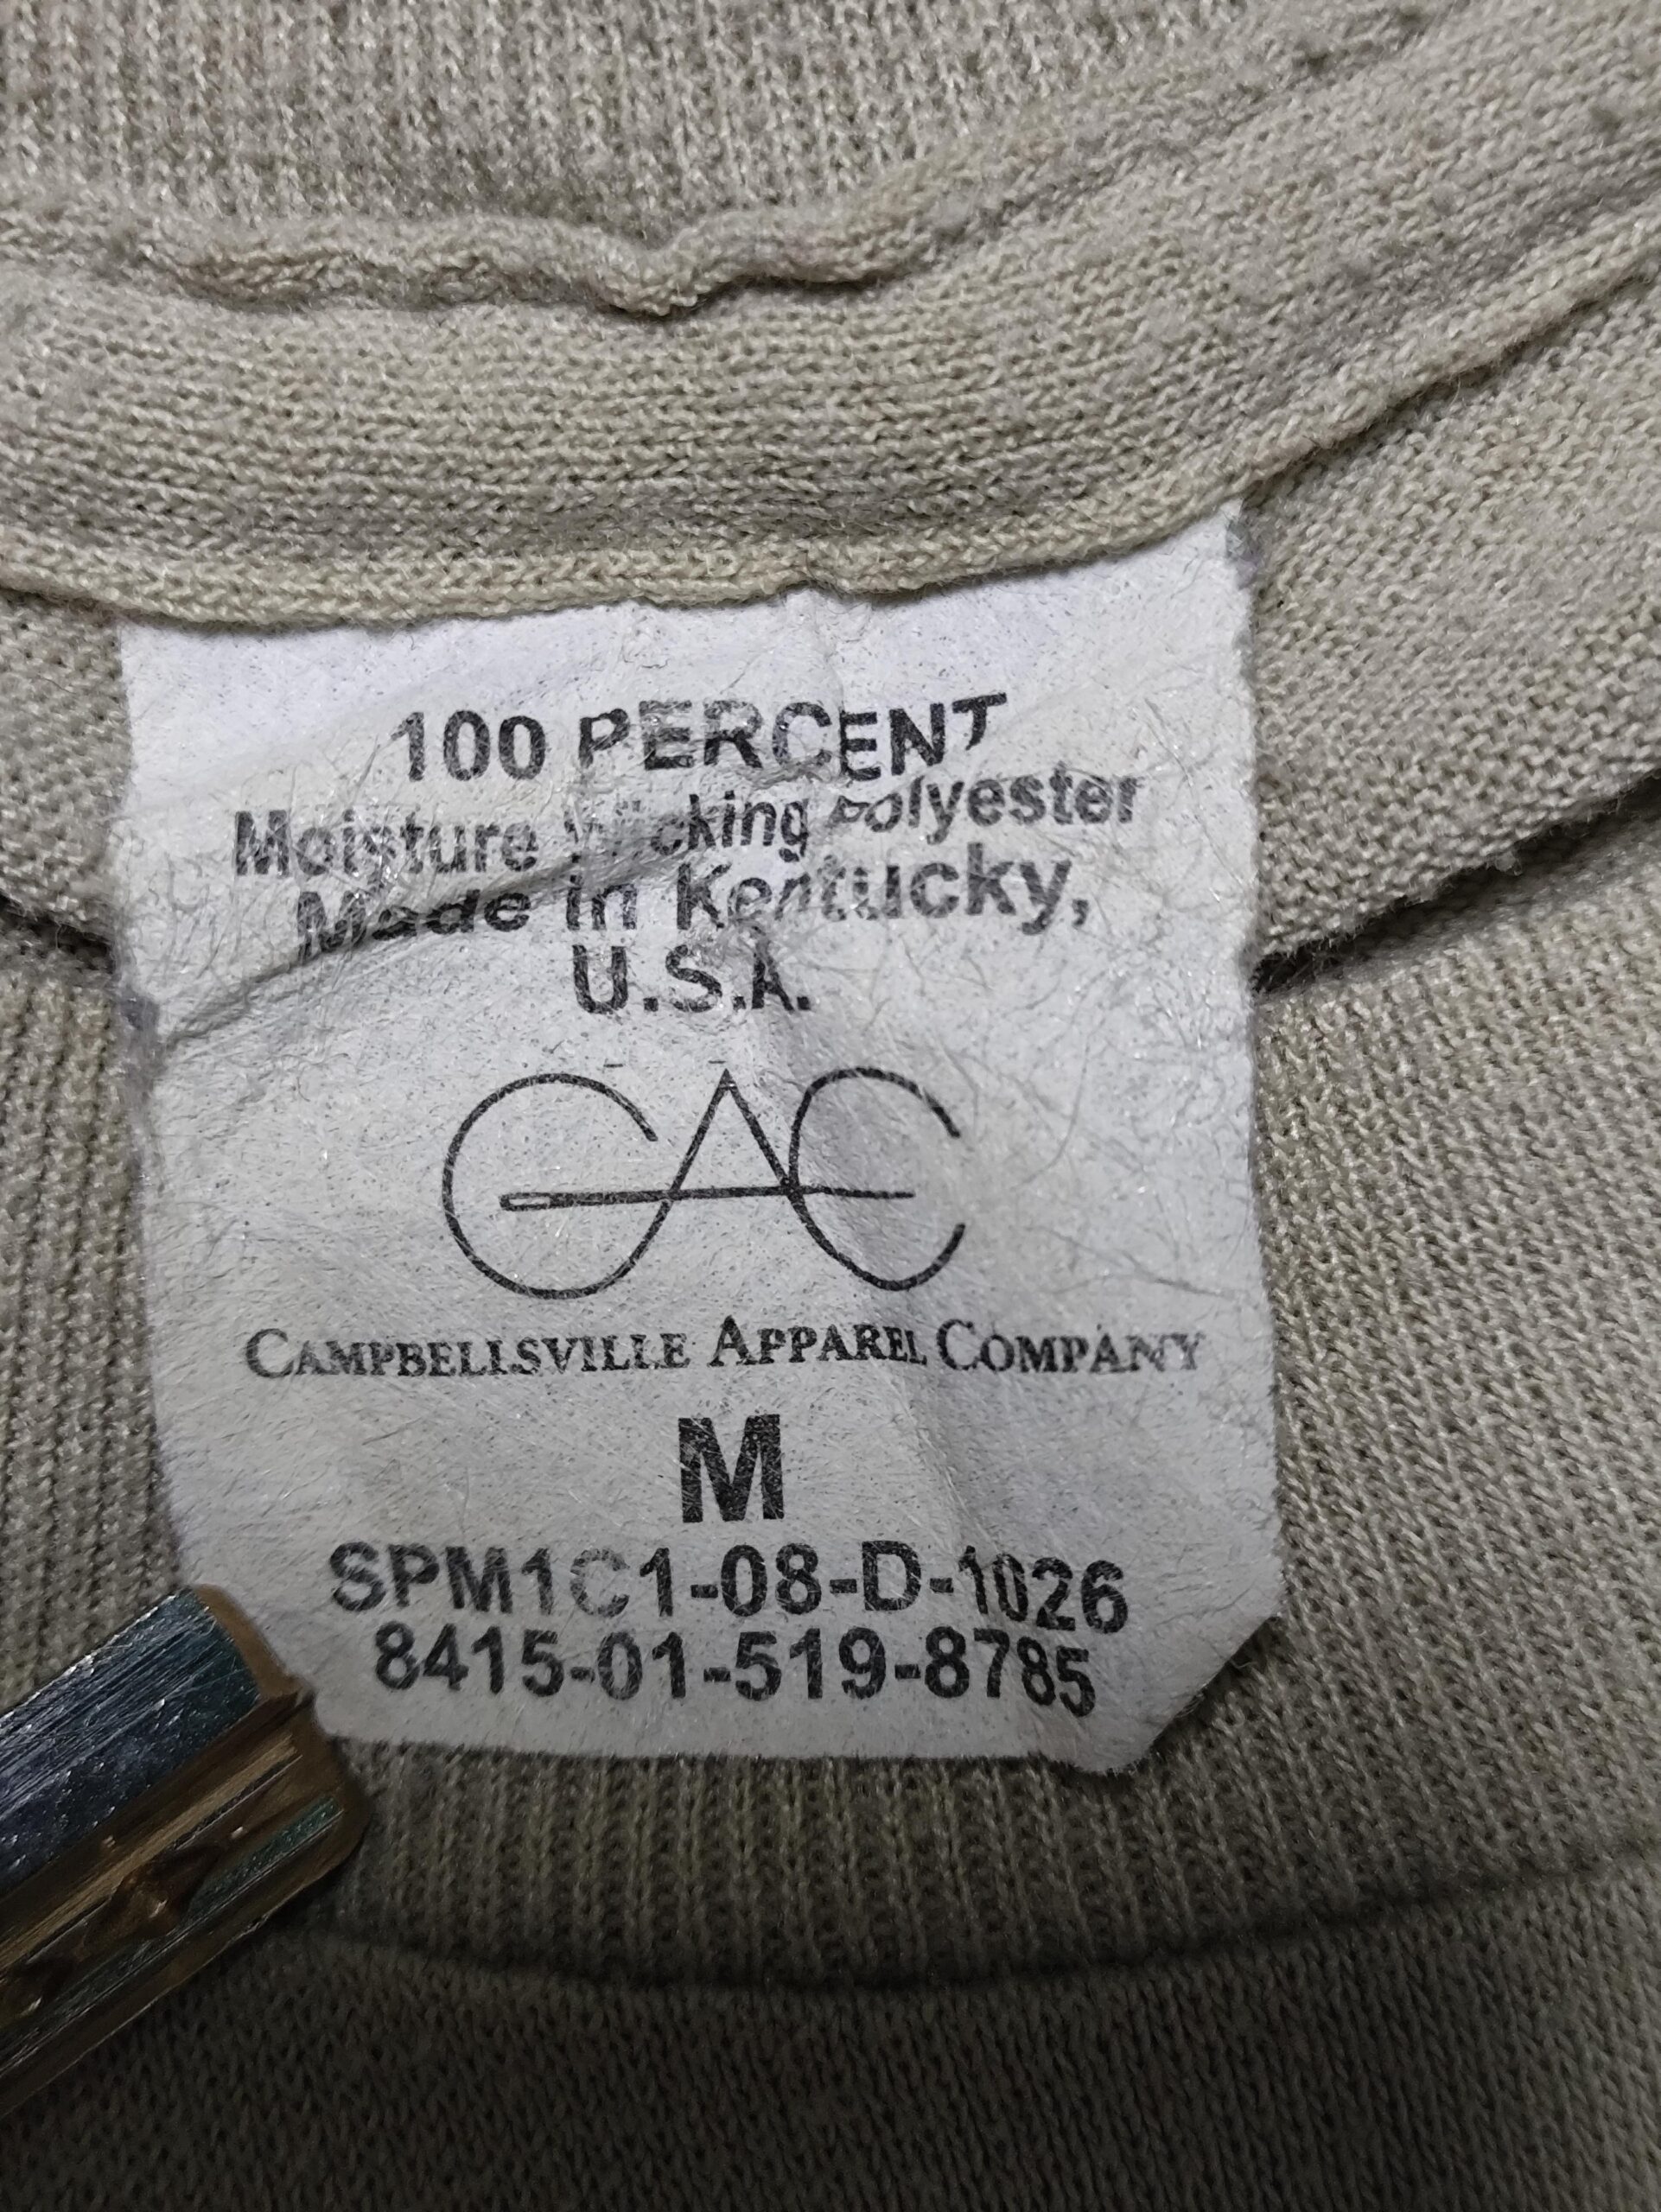 100 PERCENT
Moisture Wicking Polyester
Made in Kentucky,
U.S.A.
CAC
CAMPBELLSVILLE APPAREL COMPANY
M
SPM1C1-08-D-1026
8415-01-519-8785